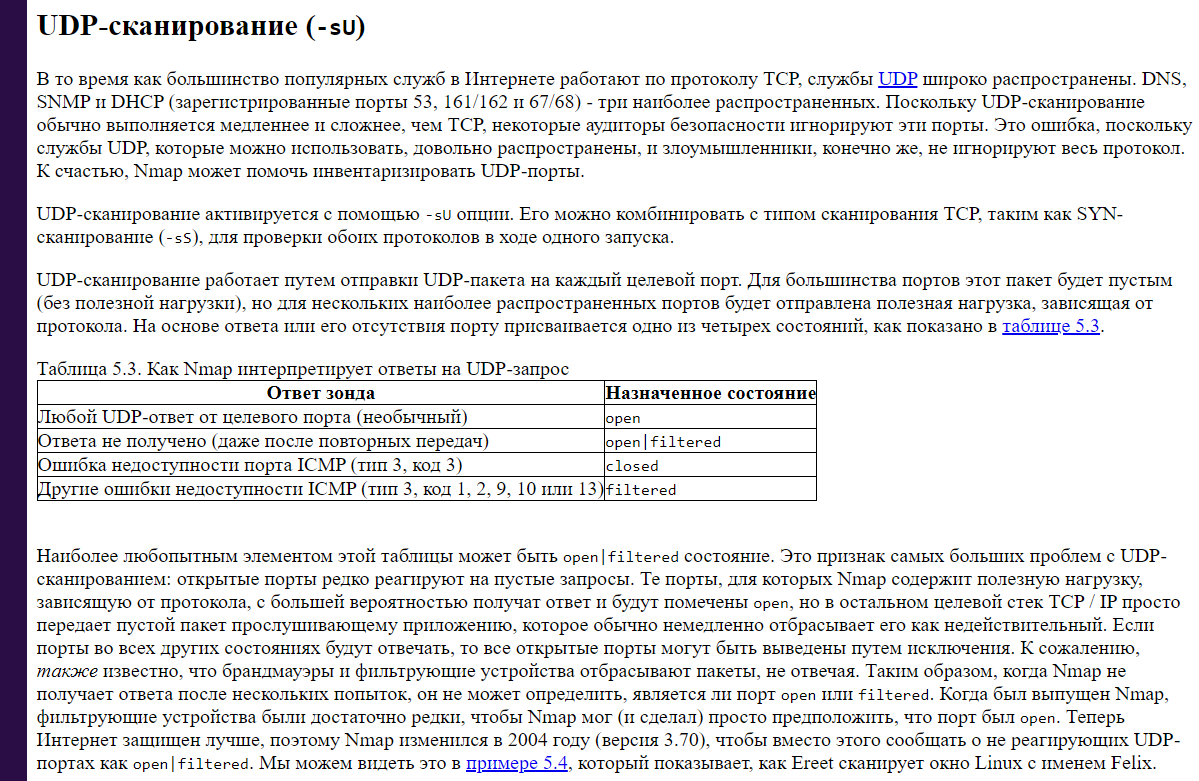 UDP-сканирование (-sU)
В то время как большинство популярных служб в Интернете работают по протоколу TCP, службы UDP широко распространены. DNS,
SNMP и DHCP (зарегистрированные порты 53, 161/162 и 67/68) - три наиболее распространенных. Поскольку UDP-сканирование
обычно выполняется медленнее и сложнее, чем TCP, некоторые аудиторы безопасности игнорируют эти порты. Это ошибка, поскольку
службы UDP, которые можно использовать, довольно распространены, и злоумышленники, конечно же, не игнорируют весь протокол.
К счастью, Nmap может помочь инвентаризировать UDP-порты.
UDP-сканирование активируется с помощью -sU опции. Его можно комбинировать с типом сканирования TCP, таким как SYN-
сканирование (-sS), для проверки обоих протоколов в ходе одного запуска.
UDP-сканирование работает путем отправки UDP-пакета на каждый целевой порт. Для большинства портов этот пакет будет пустым
(без полезной нагрузки), но для нескольких наиболее распространенных портов будет отправлена полезная нагрузка, зависящая от
протокола. На основе ответа или его отсутствия порту присваивается одно из четырех состояний, как показано в таблице 5.3.
Таблица 5.3. Как Nmap интерпретирует ответы на UDP-запрос
Ответ зонда Назначенное состояние
Любой UDP-ответ от целевого порта (необычный) open
Ответа не получено (даже после повторных передач) open|filtered
Ошибка недоступности порта ICMP (тип 3, код 3) closed
Другие ошибки недоступности ICMP (тип 3, код 1, 2, 9, 10 или 13) filtered
Наиболее любопытным элементом этой таблицы может быть open|filtered состояние. Это признак самых больших проблем с UDP-
сканированием: открытые порты редко реагируют на пустые запросы. Те порты, для которых Nmap содержит полезную нагрузку,
зависящую от протокола, с большей вероятностью получат ответ и будут помечены open, но в остальном целевой стек TCP / IP просто
передает пустой пакет прослушивающему приложению, которое обычно немедленно отбрасывает его как недействительный. Если
порты во всех других состояниях будут отвечать, то все открытые порты могут быть выведены путем исключения. К сожалению,
также известно, что брандмауэры и фильтрующие устройства отбрасывают пакеты, не отвечая. Таким образом, когда Nmap не
получает ответа после нескольких попыток, он не может определить, является ли порт open или filtered. Когда был выпущен Nmap,
фильтрующие устройства были достаточно редки, чтобы Nmap мог (и сделал) просто предположить, что порт был open. Теперь
Интернет защищен лучше, поэтому Nmap изменился в 2004 году (версия 3.70), чтобы вместо этого сообщать о не реагирующих UDP-
портах как open|filtered. Мы можем видеть это в примере 5.4, который показывает, как Ereet сканирует окно Linux с именем Felix.